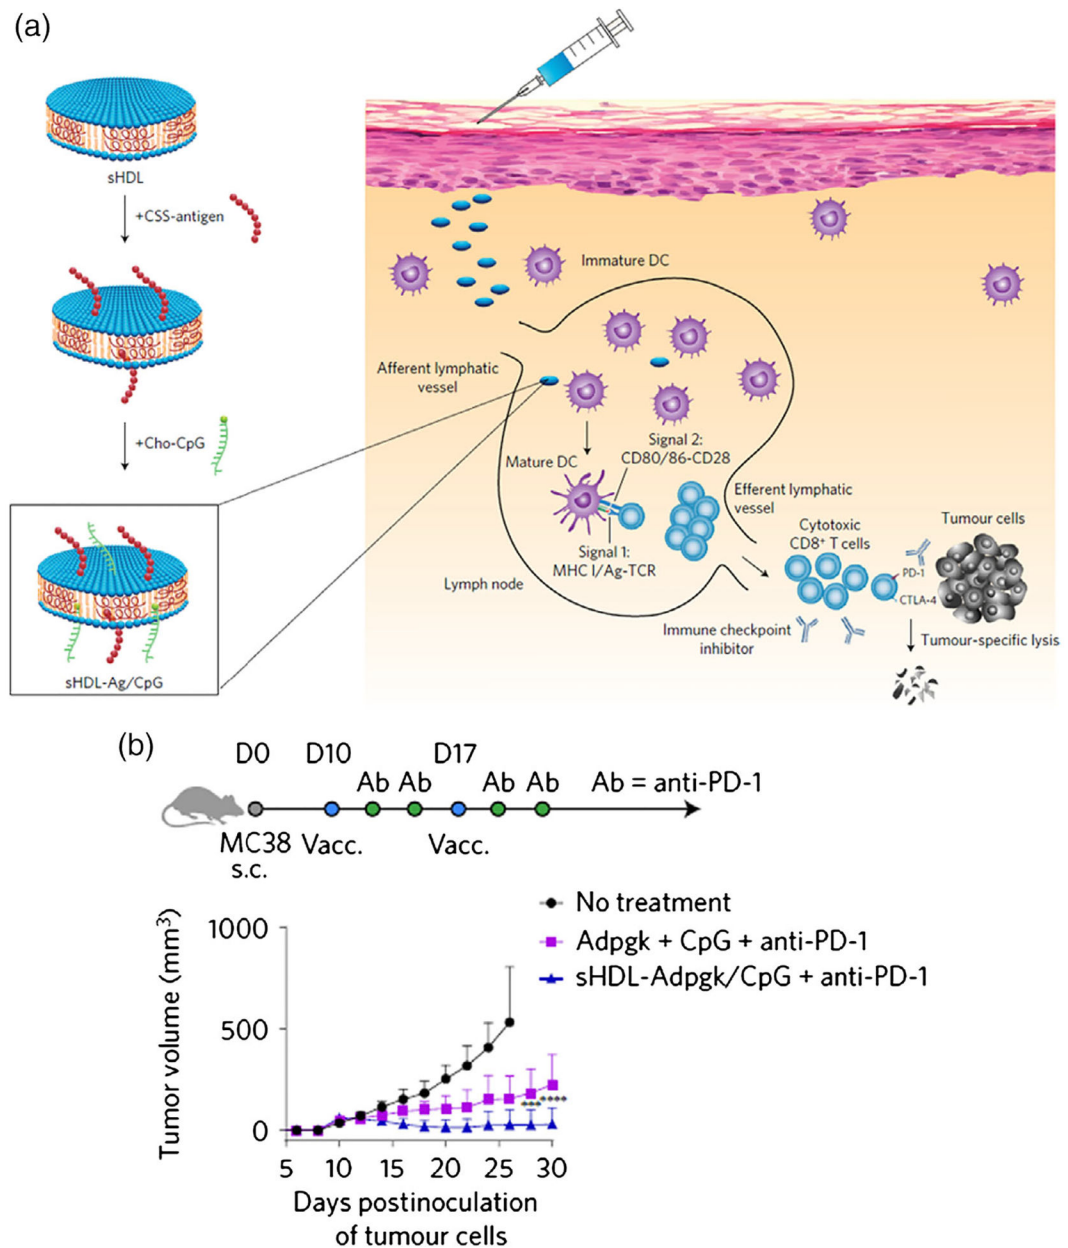 (a)
sHDL
+CSS-antigen
+Cho-CpG
sHDL-Ag/CpG
Immature DC
Afferent lymphatic
vessel
Signal 2:
CD80/86-CD28
Mature DC
Efferent lymphatic
vessel
Signal 1:
MHC I/Ag-TCR
Lymph node
Cytotoxic
CD8⁺ T cells
Tumour cells
PD-1
CTLA-4
Immune checkpoint
inhibitor
Tumour-specific lysis
(b)
D0 D10 D17
Ab Ab Ab Ab Ab = anti-PD-1
MC38 Vacc. Vacc.
s.c.
No treatment
Adpgk + CpG + anti-PD-1
sHDL-Adpgk/CpG + anti-PD-1
Tumor volume (mm³)
1000
500
0
*** ****
5 10 15 20 25 30
Days postinoculation
of tumour cells